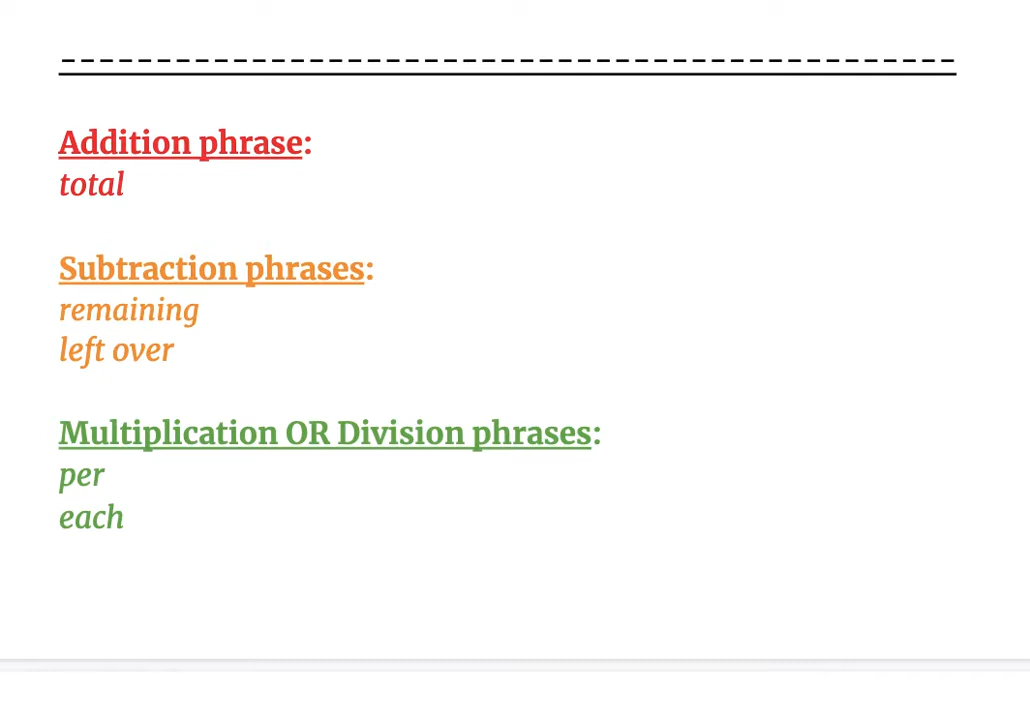 ----------------------------------------------
Addition phrase:
total
Subtraction phrases:
remaining
left over
Multiplication OR Division phrases:
per
each